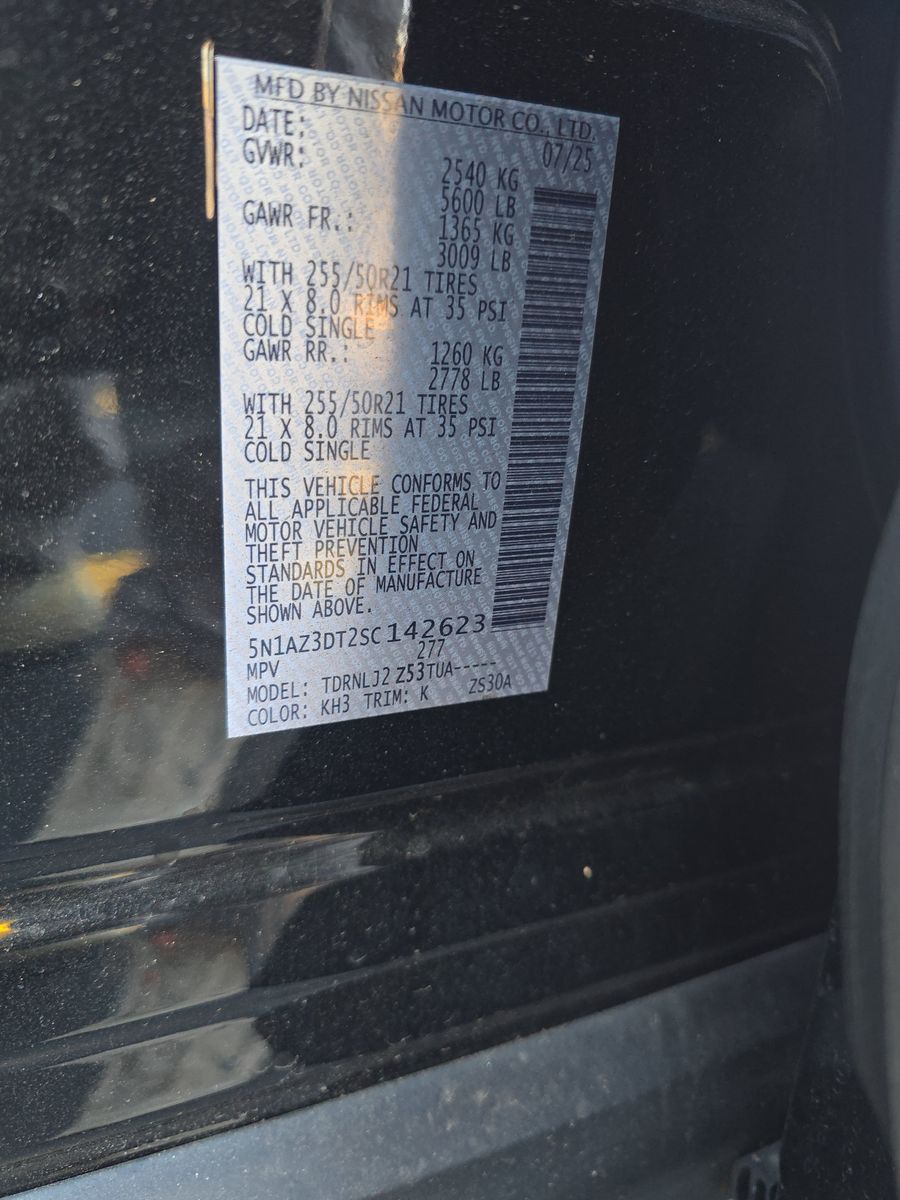 MFD BY NISSAN MOTOR CO., LTD.
DATE: 07/25
GVWR: 2540 KG
5600 LB
GAWR FR.: 1365 KG
3009 LB
WITH 255/50R21 TIRES
21 X 8.0 RIMS AT 35 PSI
COLD SINGLE
GAWR RR.: 1260 KG
2778 LB
WITH 255/50R21 TIRES
21 X 8.0 RIMS AT 35 PSI
COLD SINGLE
THIS VEHICLE CONFORMS TO
ALL APPLICABLE FEDERAL
MOTOR VEHICLE SAFETY AND
THEFT PREVENTION
STANDARDS IN EFFECT ON
THE DATE OF MANUFACTURE
SHOWN ABOVE.
5N1AZ3DT2SC142623
MPV 277
MODEL: TDRNLJ2 Z53TUA-----
COLOR: KH3 TRIM: K ZS30A